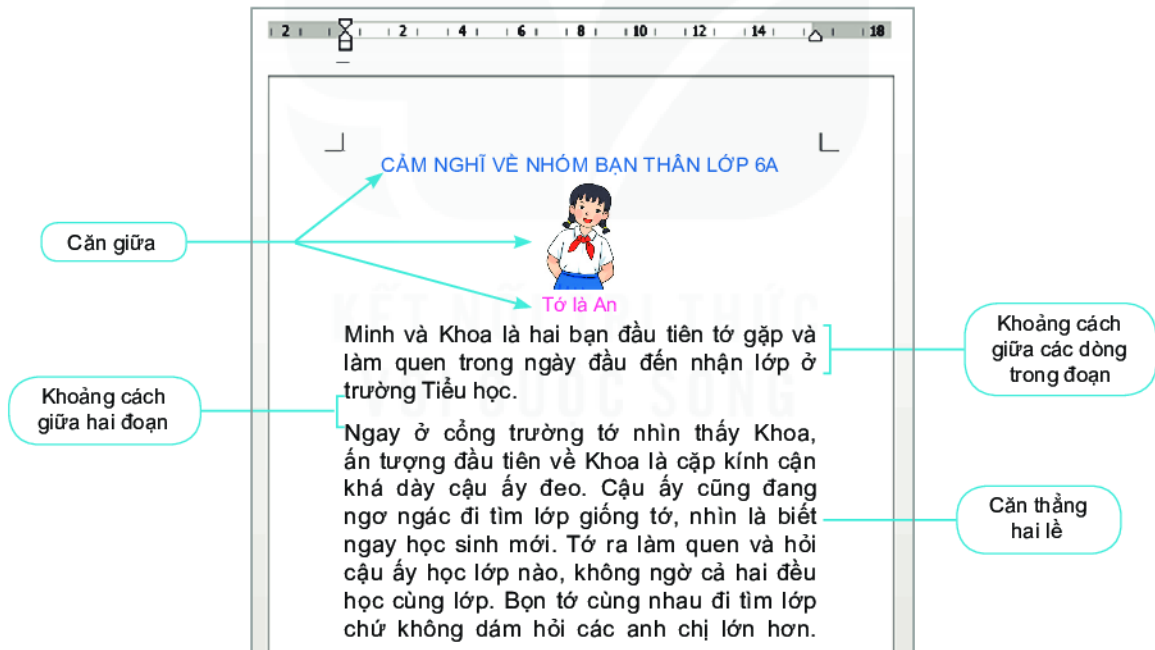 2 2 4 6 8 10 12 14 18
CẢM NGHĨ VỀ NHÓM BẠN THÂN LỚP 6A
Căn giữa
Tớ là An
Minh và Khoa là hai bạn đầu tiên tớ gặp và
làm quen trong ngày đầu đến nhận lớp ở
trường Tiểu học.
Khoảng cách
giữa các dòng
trong đoạn
Khoảng cách
giữa hai đoạn
Ngay ở cổng trường tớ nhìn thấy Khoa,
ấn tượng đầu tiên về Khoa là cặp kính cận
khá dày cậu ấy đeo. Cậu ấy cũng đang
ngơ ngác đi tìm lớp giống tớ, nhìn là biết
ngay học sinh mới. Tớ ra làm quen và hỏi
cậu ấy học lớp nào, không ngờ cả hai đều
học cùng lớp. Bọn tớ cùng nhau đi tìm lớp
chứ không dám hỏi các anh chị lớn hơn.
Căn thẳng
hai lề